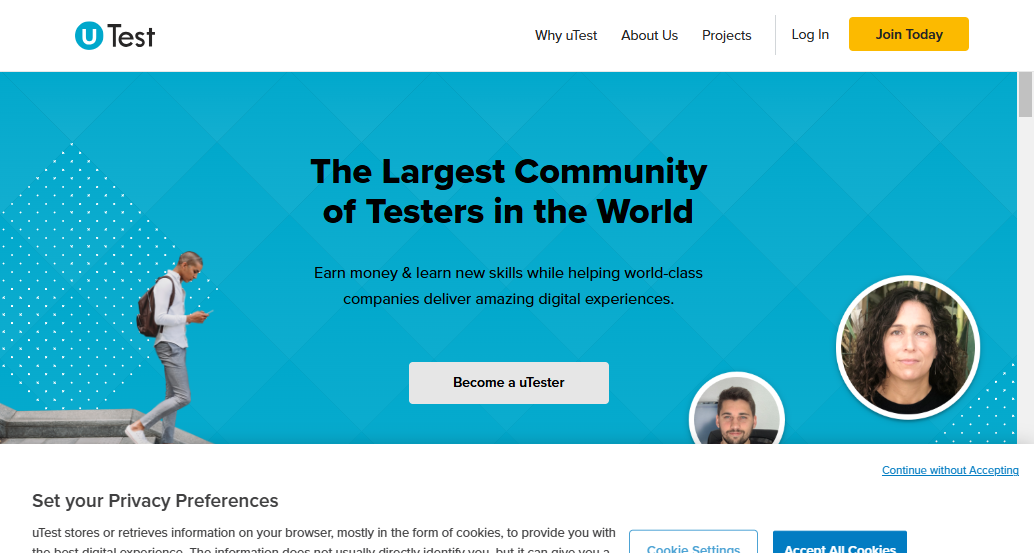 uTest
Why uTest
About Us
Projects
Log In
Join Today
The Largest Community
of Testers in the World
Earn money & learn new skills while helping world-class
companies deliver amazing digital experiences.
Become a uTester
Continue without Accepting
Set your Privacy Preferences
uTest stores or retrieves information on your browser, mostly in the form of cookies, to provide you with
the best digital experience. The information does not usually directly identify you, but it can give you a
Cookie Settings
Accept All Cookies